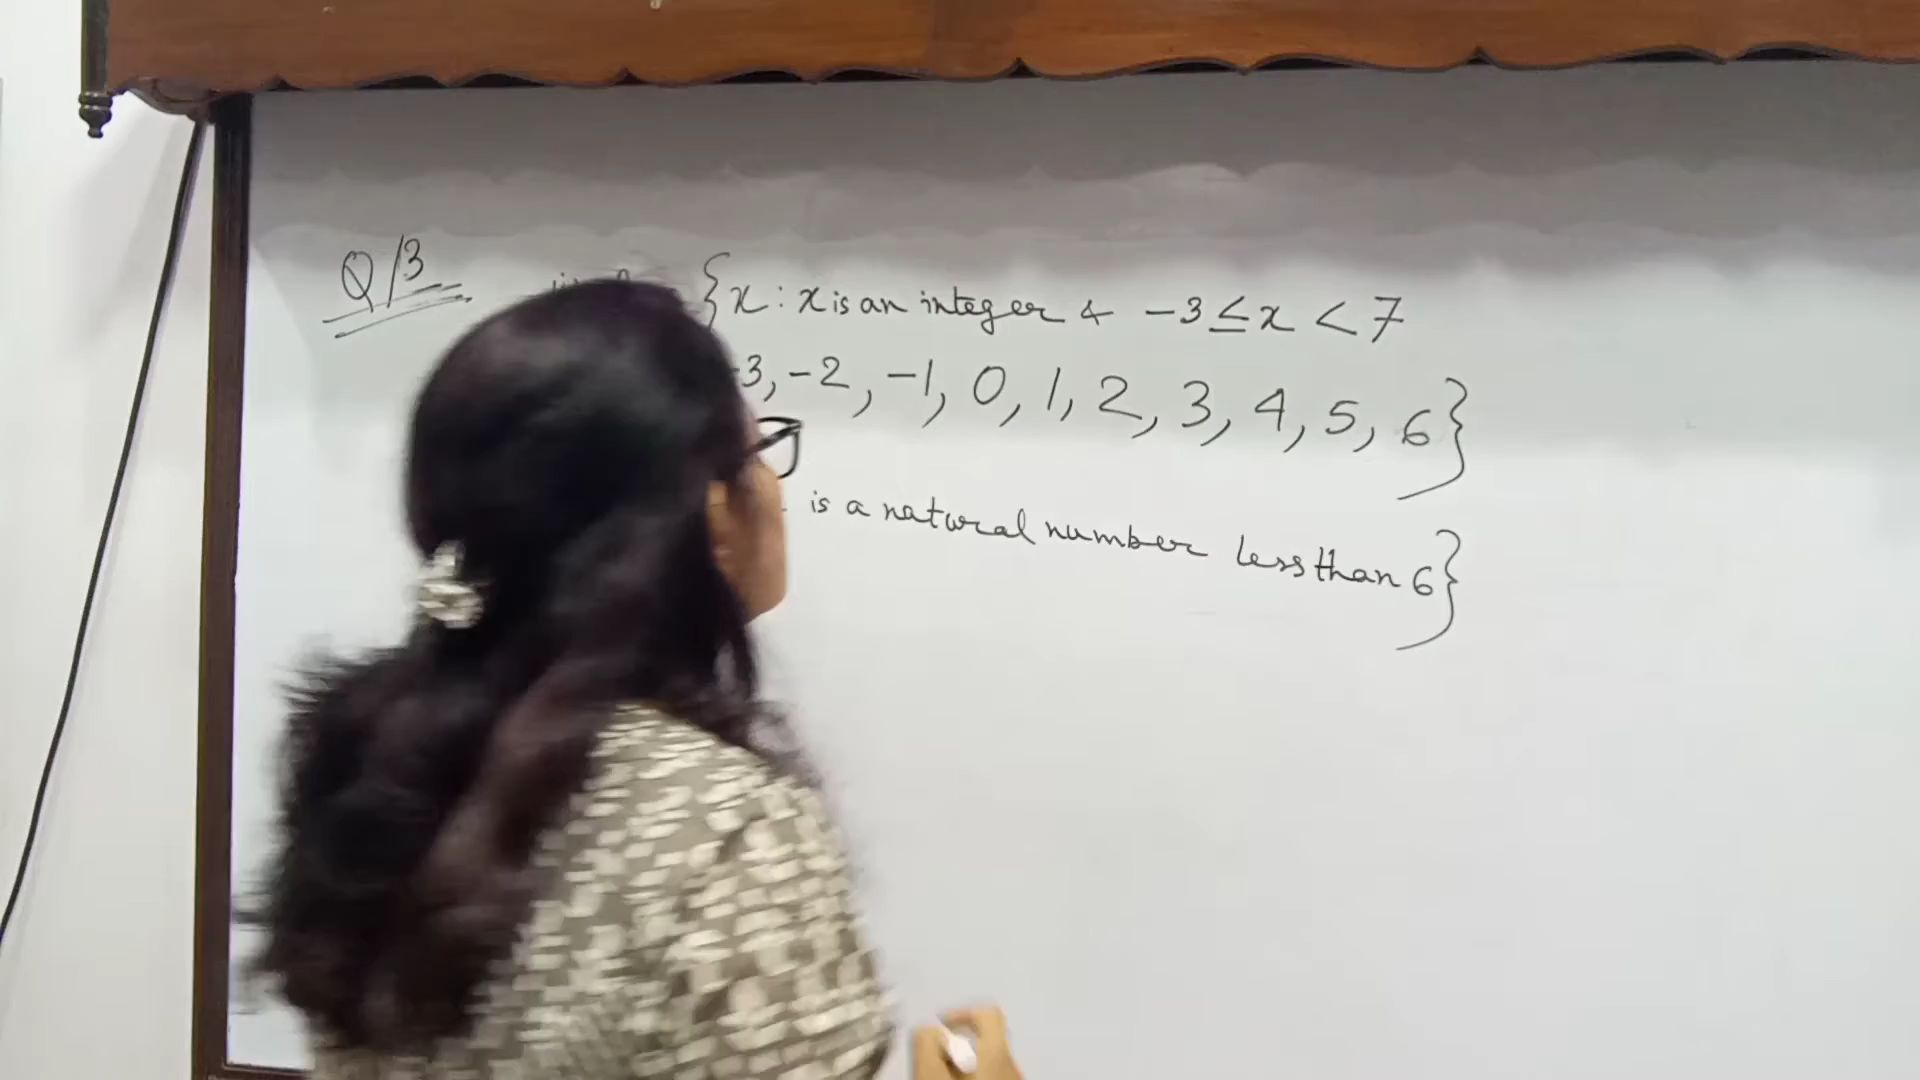 Q/3
{x : x is an integer & -3 ≤ x < 7
-3, -2, -1, 0, 1, 2, 3, 4, 5, 6}
is a natural number less than 6}